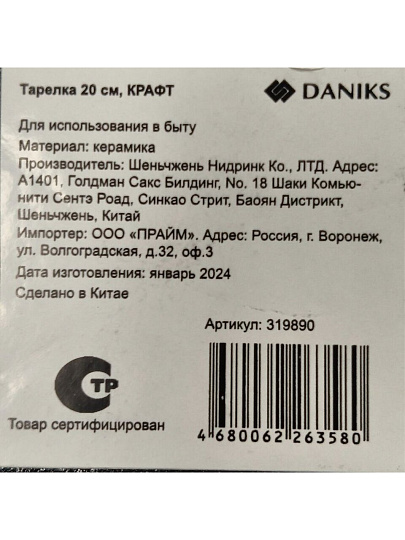 Тарелка 20 см, КРАФТ
DANIKS
Для использования в быту
Материал: керамика
Производитель: Шеньчжень Нидринк Ко., ЛТД. Адрес:
А1401, Голдман Сакс Билдинг, No. 18 Шаки Комью-
нити Сентэ Роад, Синкао Стрит, Баоян Дистрикт,
Шеньчжень, Китай
Импортер: ООО «ПРАЙМ». Адрес: Россия, г. Воронеж,
ул. Волгоградская, д.32, оф.3
Дата изготовления: январь 2024
Сделано в Китае
Артикул: 319890
СТР
Товар сертифицирован
4 680062 263580